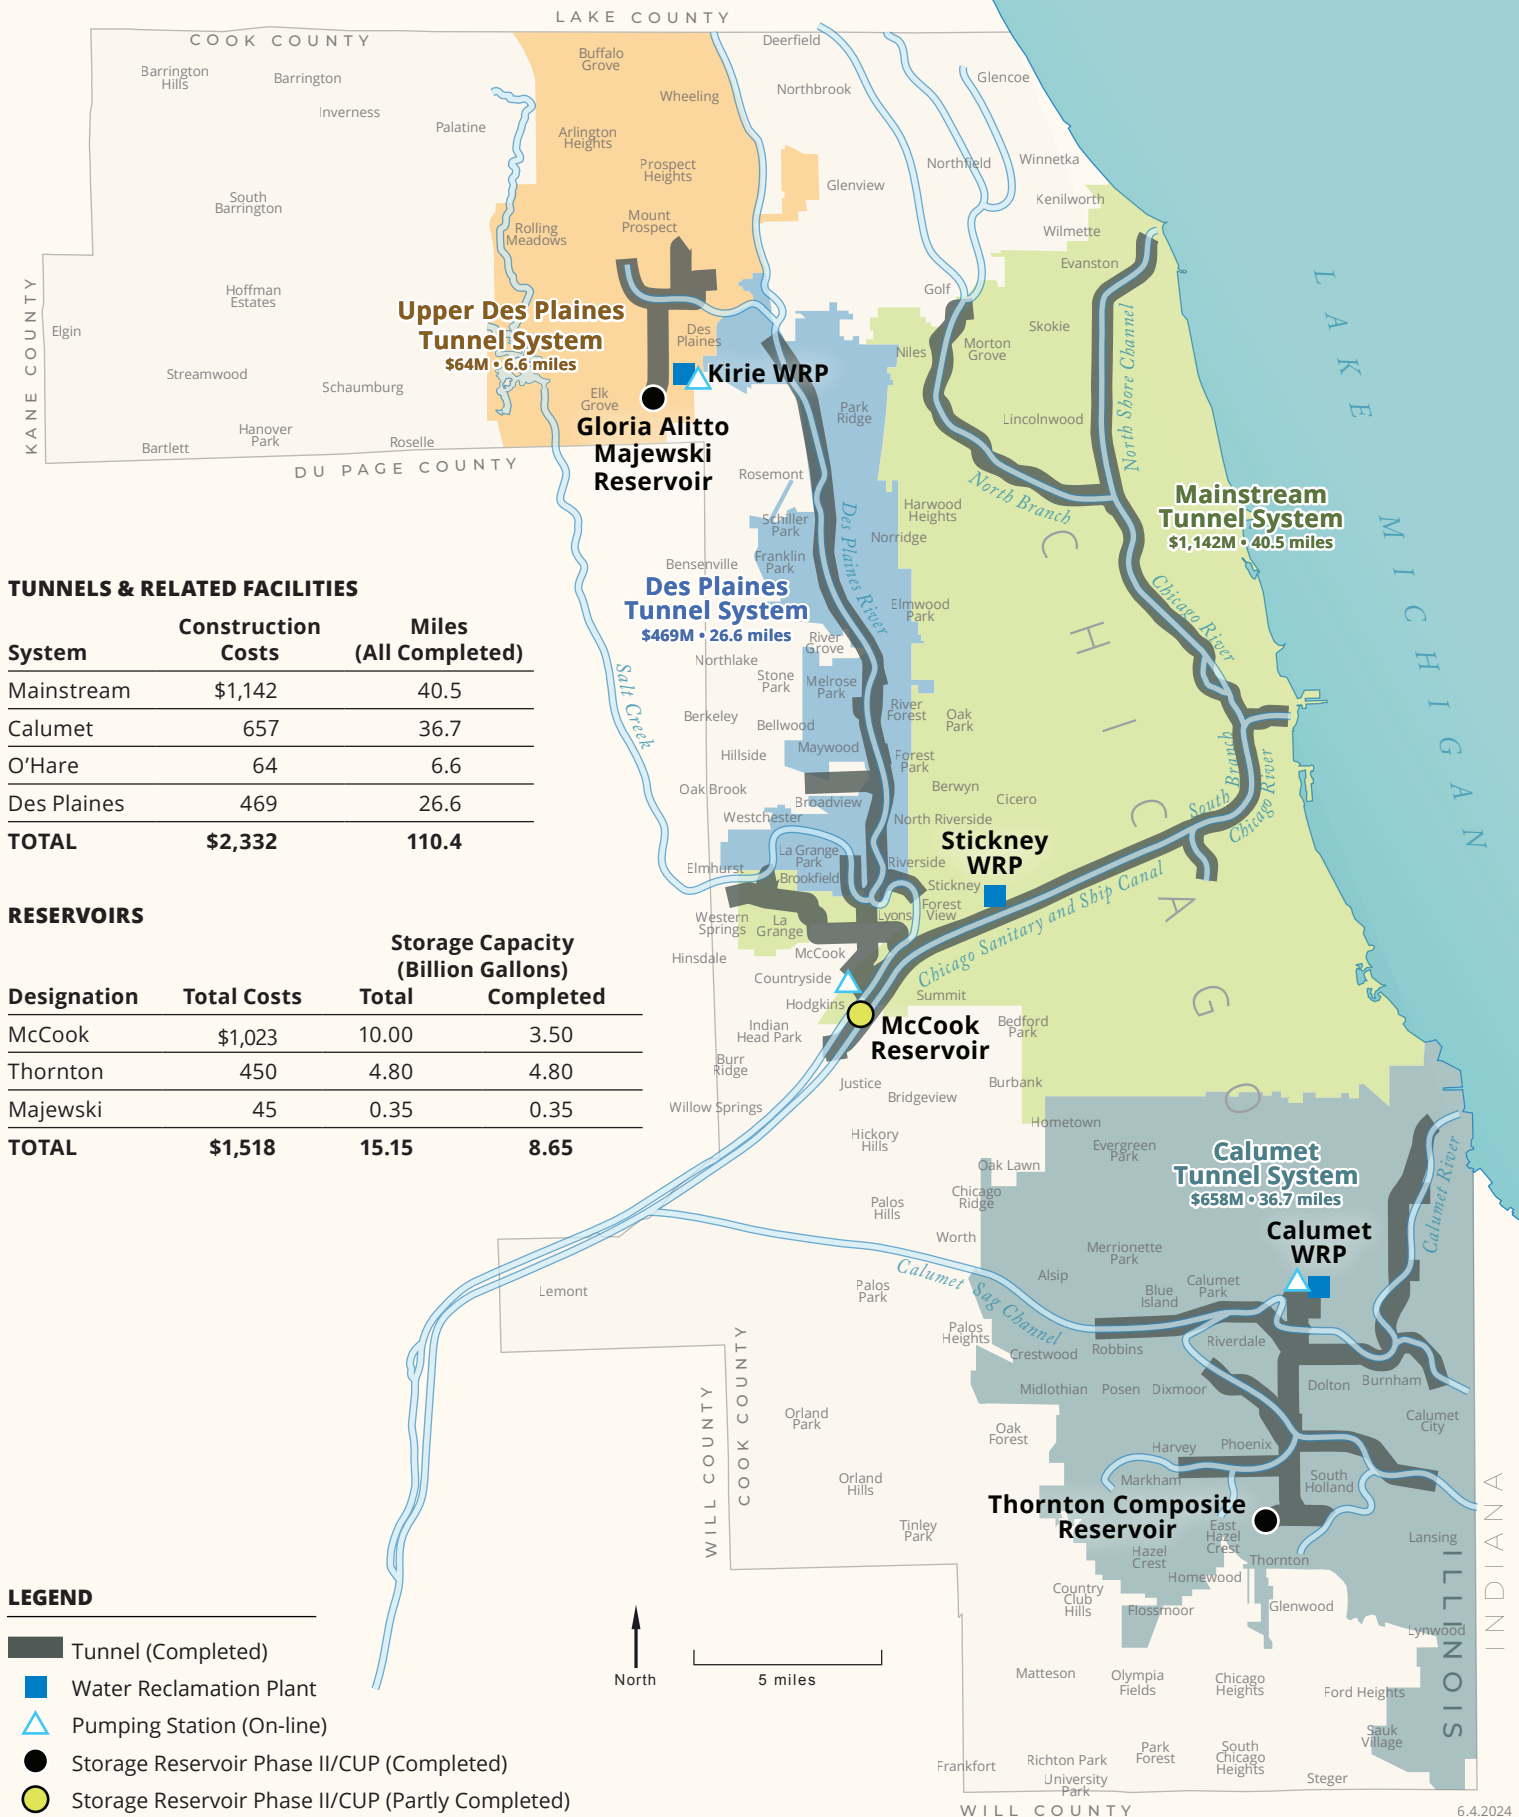 LAKE COUNTY
COOK COUNTY
Barrington
Hills
Barrington
Inverness
Palatine
South
Barrington
Hoffman
Estates
Elgin
KANE COUNTY
Streamwood
Schaumburg
Hanover
Park
Bartlett
Roselle
DU PAGE COUNTY
Buffalo
Grove
Wheeling
Arlington
Heights
Prospect
Heights
Mount
Prospect
Rolling
Meadows
Deerfield
Northbrook
Glencoe
Northfield
Winnetka
Glenview
Kenilworth
Wilmette
Evanston
Golf
Skokie
Morton
Grove
Niles
Lincolnwood
North Shore Channel
LAKE MICHIGAN
Upper Des Plaines
Tunnel System
$64M • 6.6 miles
Des
Plaines
Kirie WRP
Elk
Grove
Gloria Alitto
Majewski
Reservoir
Park
Ridge
Rosemont
Harwood
Heights
North Branch
Mainstream
Tunnel System
$1,142M • 40.5 miles
Schiller
Park
Norridge
Franklin
Park
Bensenville
Des Plaines River
Des Plaines
Tunnel System
$469M • 26.6 miles
Elmwood
Park
Chicago River
CHICAGO
River
Grove
Northlake
Stone
Park
Melrose
Park
Salt Creek
River
Forest
Oak
Park
Berkeley
Bellwood
Hillside
Maywood
Forest
Park
Oak Brook
Broadview
Berwyn
Cicero
South Branch
Chicago River
Westchester
North Riverside
Stickney
WRP
La Grange
Park
Elmhurst
Brookfield
Riverside
Stickney
Forest
View
Lyons
Western
Springs
La
Grange
Chicago Sanitary and Ship Canal
Hinsdale
McCook
Countryside
Hodgkins
Summit
Indian
Head Park
McCook
Reservoir
Bedford
Park
Burr
Ridge
Justice
Burbank
Bridgeview
Willow Springs
Hickory
Hills
Hometown
Evergreen
Park
Oak Lawn
Chicago
Ridge
Palos
Hills
Worth
Calumet
Tunnel System
$658M • 36.7 miles
Calumet River
Calumet
WRP
Merrionette
Park
Alsip
Calumet
Park
Blue
Island
Calumet Sag Channel
Lemont
Palos
Park
Palos
Heights
Crestwood
Robbins
Riverdale
Midlothian
Posen
Dixmoor
Dolton
Burnham
Calumet
City
Orland
Park
Oak
Forest
Harvey
Phoenix
Markham
South
Holland
Orland
Hills
WILL COUNTY
COOK COUNTY
Thornton Composite
Reservoir
Tinley
Park
East
Hazel
Crest
Hazel
Crest
Lansing
Thornton
Homewood
Country
Club
Hills
Flossmoor
Glenwood
Lynwood
ILLINOIS
INDIANA
Matteson
Olympia
Fields
Chicago
Heights
Ford Heights
Sauk
Village
Frankfort
Richton Park
Park
Forest
South
Chicago
Heights
University
Park
Steger
WILL COUNTY
6.4.2024
TUNNELS & RELATED FACILITIES
System Construction Costs Miles (All Completed)
Mainstream $1,142 40.5
Calumet 657 36.7
O’Hare 64 6.6
Des Plaines 469 26.6
TOTAL $2,332 110.4
RESERVOIRS
Storage Capacity
(Billion Gallons)
Designation Total Costs Total Completed
McCook $1,023 10.00 3.50
Thornton 450 4.80 4.80
Majewski 45 0.35 0.35
TOTAL $1,518 15.15 8.65
LEGEND
Tunnel (Completed)
Water Reclamation Plant
Pumping Station (On-line)
Storage Reservoir Phase II/CUP (Completed)
Storage Reservoir Phase II/CUP (Partly Completed)
North
5 miles